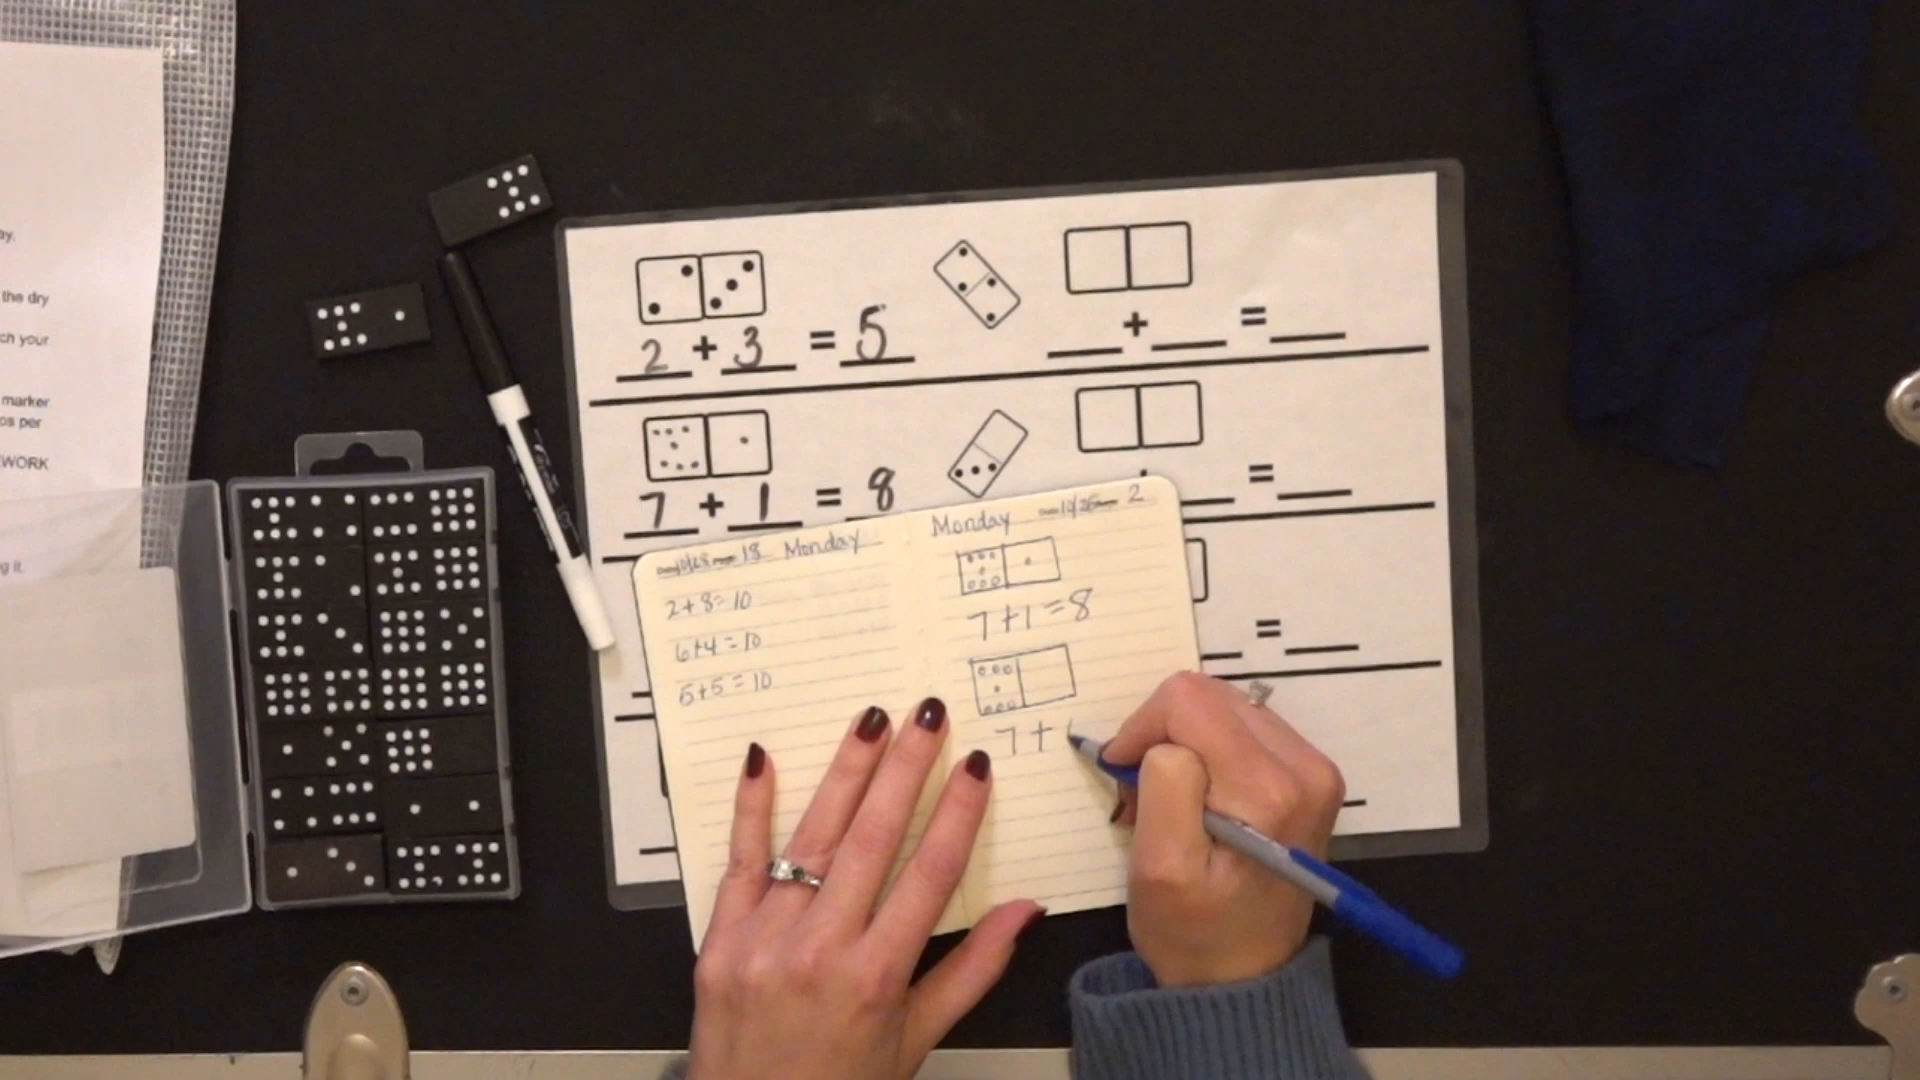 ay.
the dry
ch your
marker
os per
WORK
g it.
2 + 3 = 5
+ =
7 + 1 = 8
=
=
18 Monday
2+8=10
6+4=10
5+5=10
Monday 2
7+1=8
7+